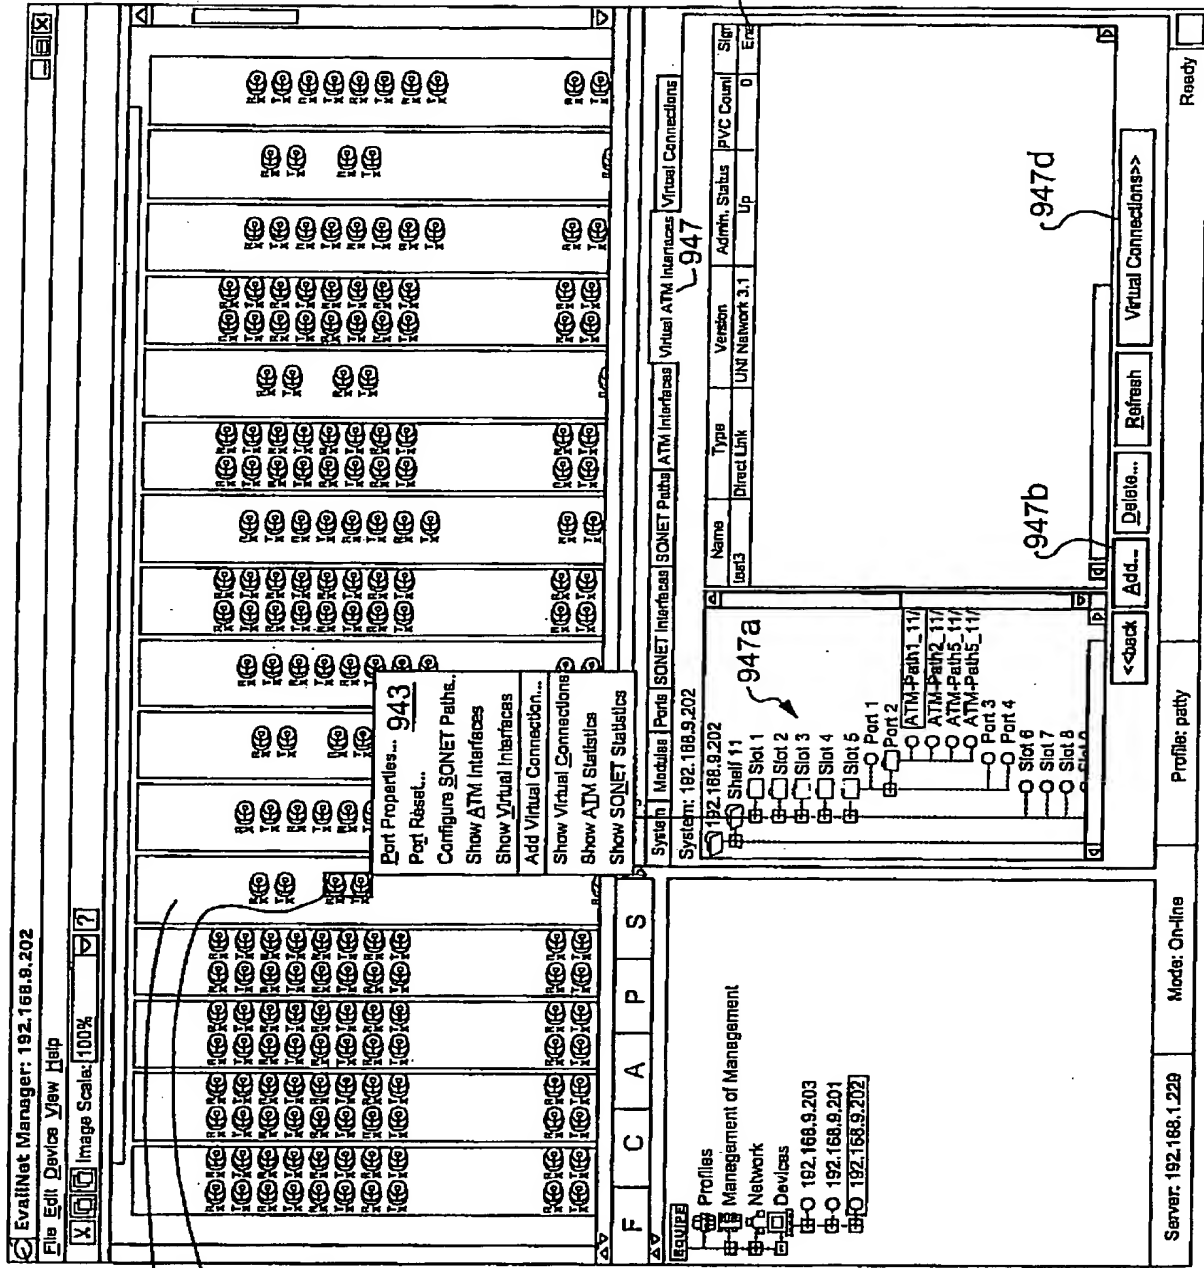 EvallNet Manager: 192.168.9.202
File Edit Device View Help
Image Scale: 100% ?
Port Properties... 943
Port Reset...
Configure SONET Paths...
Show ATM Interfaces
Show Virtual Interfaces
Add Virtual Connection...
Show Virtual Connections
Show ATM Statistics
Show SONET Statistics
F C A P S
EQUIPE
Profiles
Management of Management
Network
Devices
192.168.9.203
192.168.9.201
192.168.9.202
System Modules Ports SONET Interfaces SONET Paths ATM Interfaces Virtual ATM Interfaces Virtual Connections
947
System: 192.168.9.202
192.168.9.202
Shelf 11
Slot 1
Slot 2
Slot 3
Slot 4
Slot 5
Port 1
Port 2
ATM-Path1_11/
ATM-Path2_11/
ATM-Path5_11/
ATM-Path5_11/
Port 3
Port 4
Slot 6
Slot 7
Slot 8
947a
Name Type Version Admin. Status PVC Count Sign
test3 Direct Link UNI Network 3.1 Up 0 Ene
947b
947d
<<back Add... Delete... Refresh Virtual Connections>>
Server: 192.168.1.229 Mode: On-line Profile: patty Ready